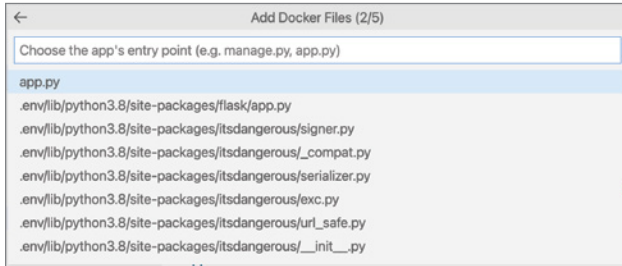 ← Add Docker Files (2/5)
Choose the app's entry point (e.g. manage.py, app.py)
app.py
.env/lib/python3.8/site-packages/flask/app.py
.env/lib/python3.8/site-packages/itsdangerous/signer.py
.env/lib/python3.8/site-packages/itsdangerous/_compat.py
.env/lib/python3.8/site-packages/itsdangerous/serializer.py
.env/lib/python3.8/site-packages/itsdangerous/exc.py
.env/lib/python3.8/site-packages/itsdangerous/url_safe.py
.env/lib/python3.8/site-packages/itsdangerous/__init__.py